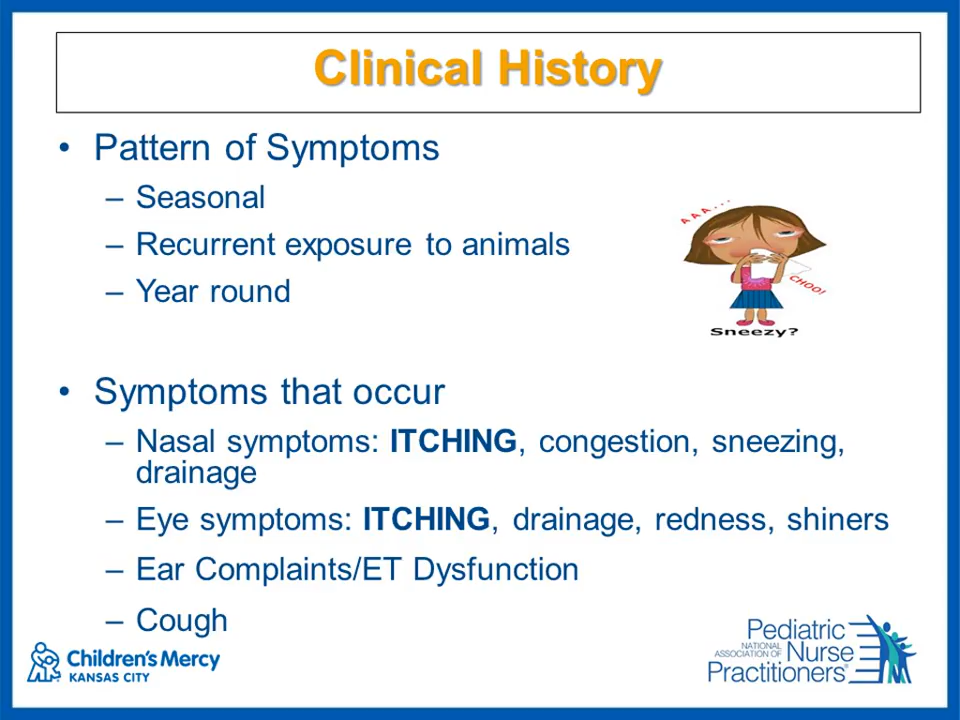 Clinical History
• Pattern of Symptoms
– Seasonal
– Recurrent exposure to animals
– Year round
AAA...
CHOO!
Sneezy?
• Symptoms that occur
– Nasal symptoms: ITCHING, congestion, sneezing,
drainage
– Eye symptoms: ITCHING, drainage, redness, shiners
– Ear Complaints/ET Dysfunction
– Cough
Children's Mercy
KANSAS CITY
Pediatric
NATIONAL
ASSOCIATION OF
Nurse
Practitioners®